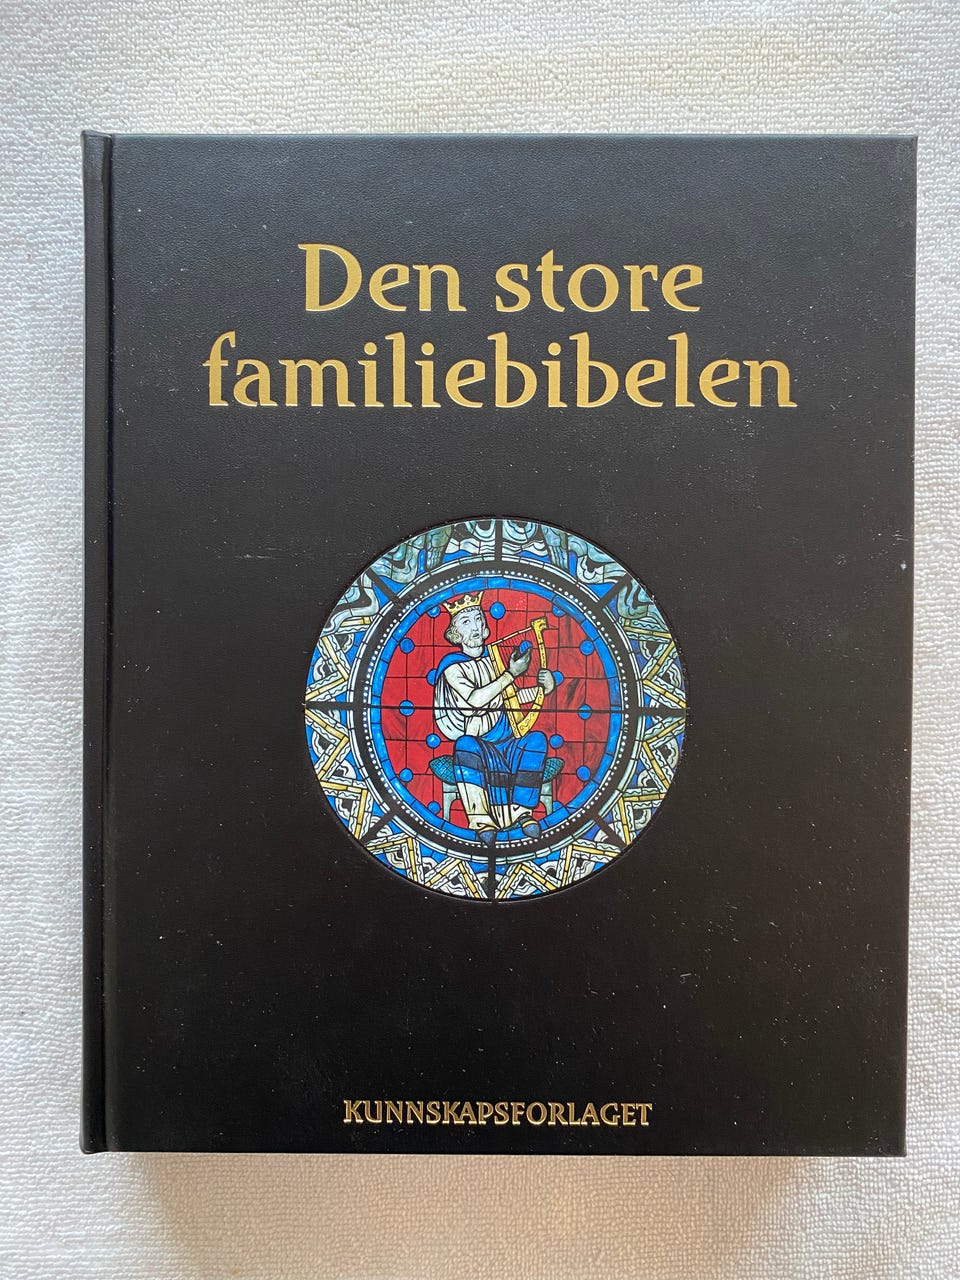 Den store
familiebibelen
KUNNSKAPSFORLAGET